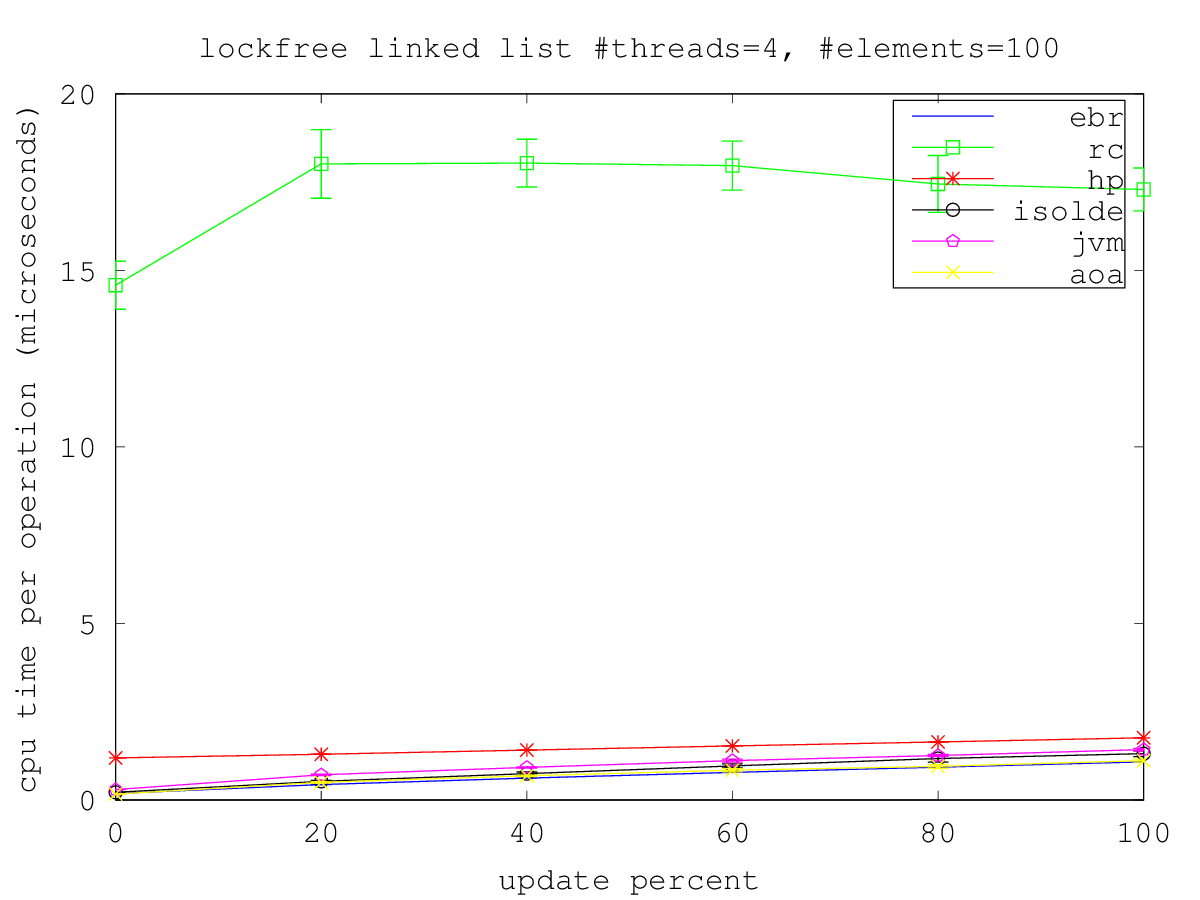 lockfree linked list #threads=4, #elements=100
cpu time per operation (microseconds)
20
15
10
5
0
ebr
rc
hp
isolde
jvm
aoa
0 20 40 60 80 100
update percent